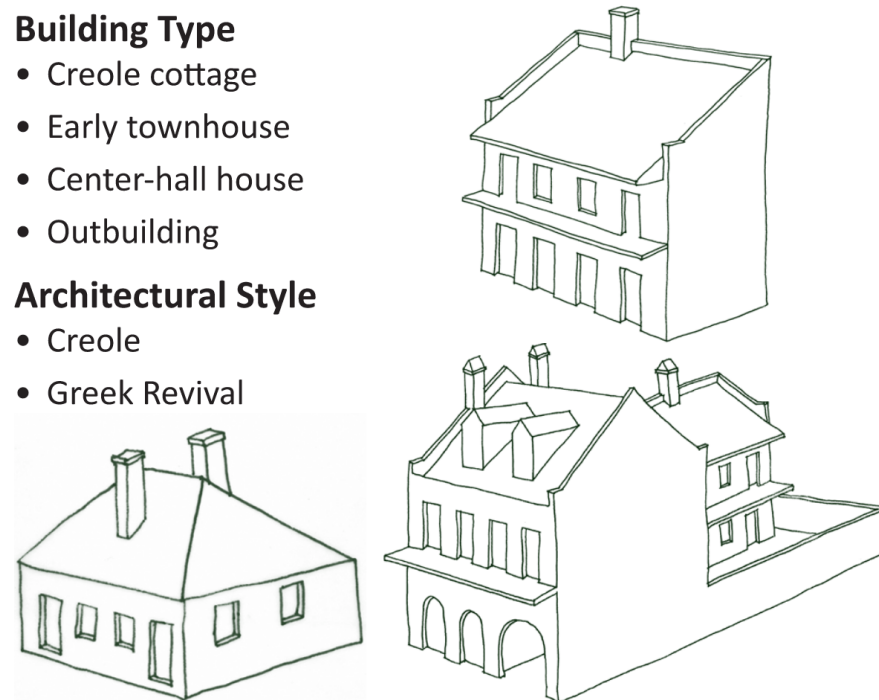 Building Type
• Creole cottage
• Early townhouse
• Center-hall house
• Outbuilding
Architectural Style
• Creole
• Greek Revival